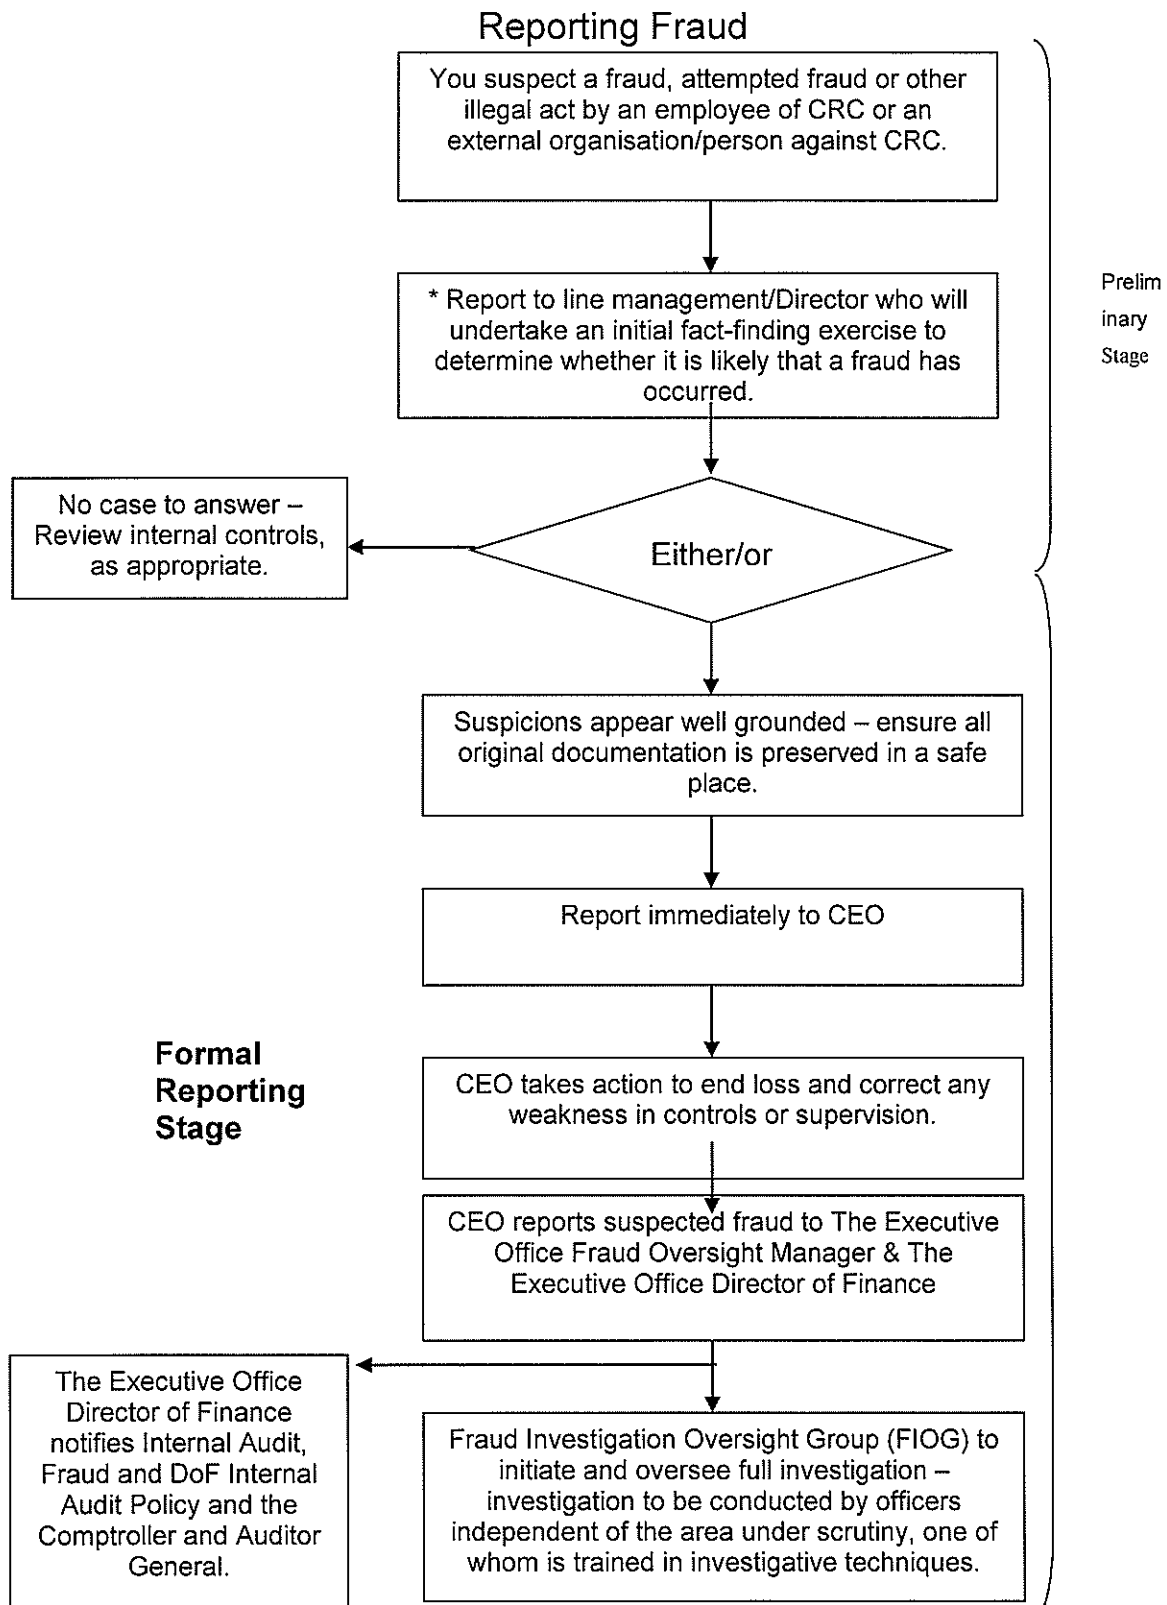 Reporting Fraud
You suspect a fraud, attempted fraud or other
illegal act by an employee of CRC or an
external organisation/person against CRC.
* Report to line management/Director who will
undertake an initial fact-finding exercise to
determine whether it is likely that a fraud has
occurred.
Prelim
inary
Stage
No case to answer –
Review internal controls,
as appropriate.
Either/or
Suspicions appear well grounded – ensure all
original documentation is preserved in a safe
place.
Report immediately to CEO
Formal
Reporting
Stage
CEO takes action to end loss and correct any
weakness in controls or supervision.
CEO reports suspected fraud to The Executive
Office Fraud Oversight Manager & The
Executive Office Director of Finance
The Executive Office
Director of Finance
notifies Internal Audit,
Fraud and DoF Internal
Audit Policy and the
Comptroller and Auditor
General.
Fraud Investigation Oversight Group (FIOG) to
initiate and oversee full investigation –
investigation to be conducted by officers
independent of the area under scrutiny, one of
whom is trained in investigative techniques.